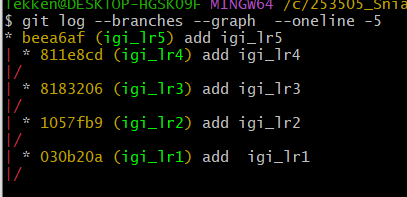 Tekken@DESKTOP-HGSK09F MINGW64 /c/253505_Snia
$ git log --branches --graph  --oneline -5
* beea6af (igi_lr5) add igi_lr5
| * 811e8cd (igi_lr4) add igi_lr4
|/
| * 8183206 (igi_lr3) add igi_lr3
|/
| * 1057fb9 (igi_lr2) add igi_lr2
|/
| * 030b20a (igi_lr1) add  igi_lr1
|/